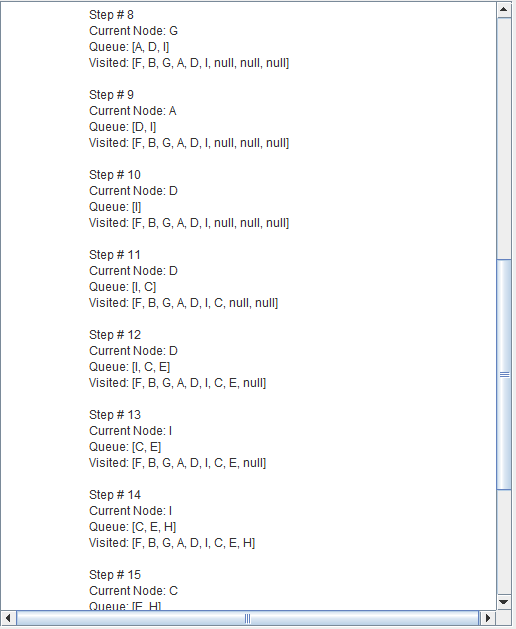 Step # 8
Current Node: G
Queue: [A, D, I]
Visited: [F, B, G, A, D, I, null, null, null]
Step # 9
Current Node: A
Queue: [D, I]
Visited: [F, B, G, A, D, I, null, null, null]
Step # 10
Current Node: D
Queue: [I]
Visited: [F, B, G, A, D, I, null, null, null]
Step # 11
Current Node: D
Queue: [I, C]
Visited: [F, B, G, A, D, I, C, null, null]
Step # 12
Current Node: D
Queue: [I, C, E]
Visited: [F, B, G, A, D, I, C, E, null]
Step # 13
Current Node: I
Queue: [C, E]
Visited: [F, B, G, A, D, I, C, E, null]
Step # 14
Current Node: I
Queue: [C, E, H]
Visited: [F, B, G, A, D, I, C, E, H]
Step # 15
Current Node: C
Queue: [E, H]